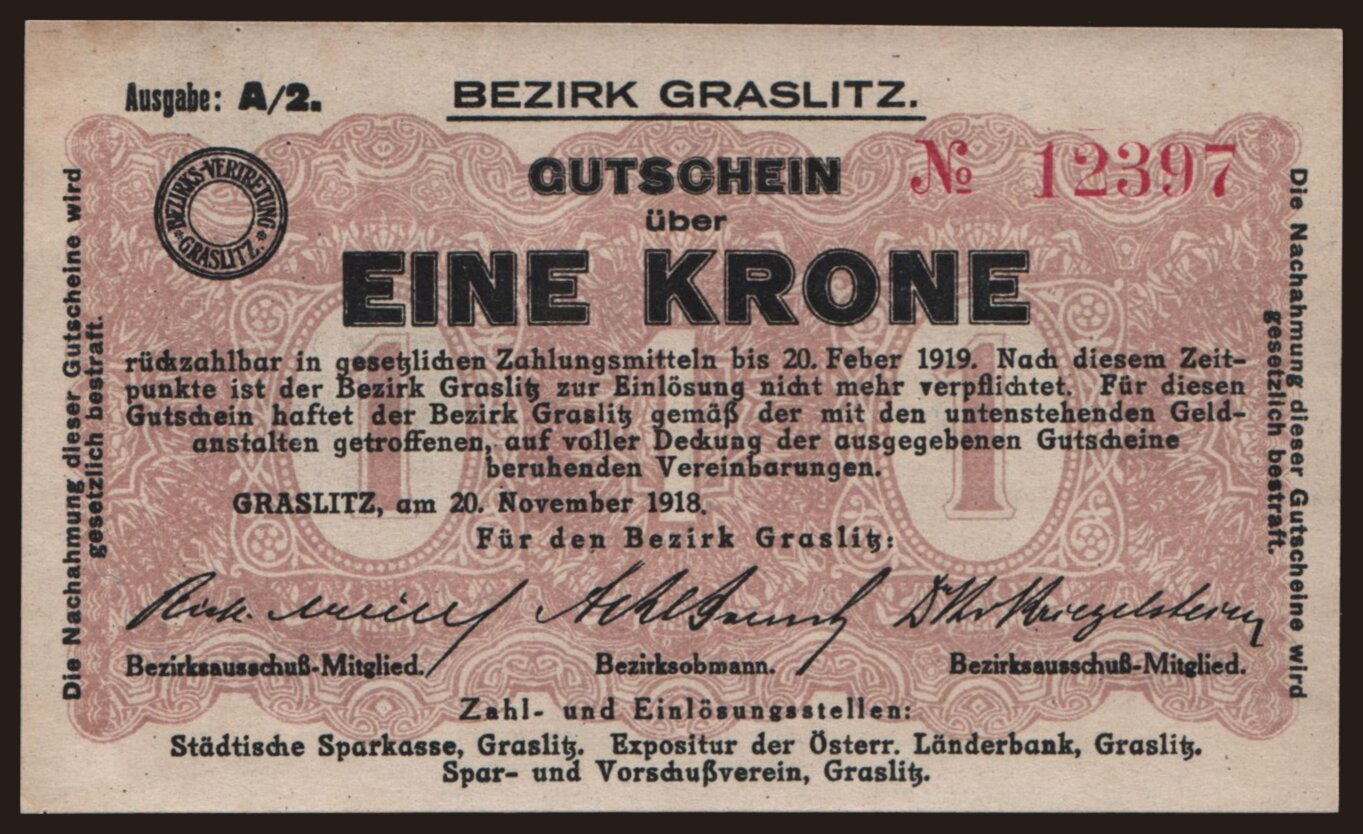 Ausgabe: A/2.
BEZIRK GRASLITZ.
BEZIRKS-VERTRETUNG
* GRASLITZ. *
GUTSCHEIN
№ 12397
über
EINE KRONE
1 1 1
rückzahlbar in gesetzlichen Zahlungsmitteln bis 20. Feber 1919. Nach diesem Zeit-
punkte ist der Bezirk Graslitz zur Einlösung nicht mehr verpflichtet. Für diesen
Gutschein haftet der Bezirk Graslitz gemäß der mit den untenstehenden Geld-
anstalten getroffenen, auf voller Deckung der ausgegebenen Gutscheine
beruhenden Vereinbarungen.
GRASLITZ, am 20. November 1918.
Für den Bezirk Graslitz:
Bezirksausschuß-Mitglied. Bezirksobmann. Bezirksausschuß-Mitglied.
Zahl- und Einlösungsstellen:
Städtische Sparkasse, Graslitz. Expositur der Österr. Länderbank, Graslitz.
Spar- und Vorschußverein, Graslitz.
Die Nachahmung dieser Gutscheine wird
gesetzlich bestraft.
Die Nachahmung dieser Gutscheine wird
gesetzlich bestraft.